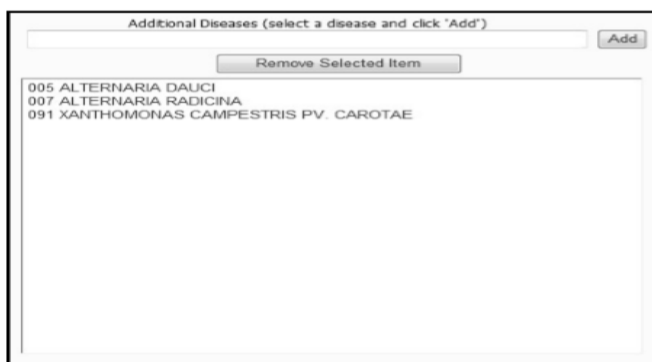 Additional Diseases (select a disease and click 'Add')
Add
Remove Selected Item
005 ALTERNARIA DAUCI
007 ALTERNARIA RADICINA
091 XANTHOMONAS CAMPESTRIS PV. CAROTAE